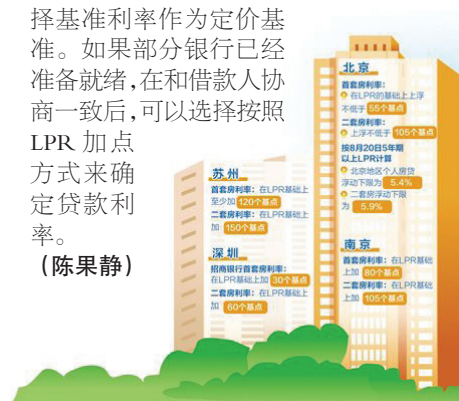 择基准利率作为定价基
准。如果部分银行已经
准备就绪,在和借款人协
商一致后,可以选择按照
LPR 加点
方式来确
定贷款利
率。
(陈果静)
苏州
首套房利率:在LPR基础上
至少加 120个基点
二套房利率:在LPR基础上
加 150个基点
深圳
招商银行首套房利率:
在LPR基础上加 30个基点
二套房利率:在LPR基础上
加 60个基点
北京
首套房利率:
在LPR的基础上上浮
不低于 55个基点
二套房利率:
上浮不低于 105个基点
按8月20日5年期
以上LPR计算
北京地区个人房贷
浮动下限为 5.4%
二套房浮动下限
为 5.9%
南京
首套房利率:在LPR基础
上加 80个基点
二套房利率:在LPR基础
上加 105个基点